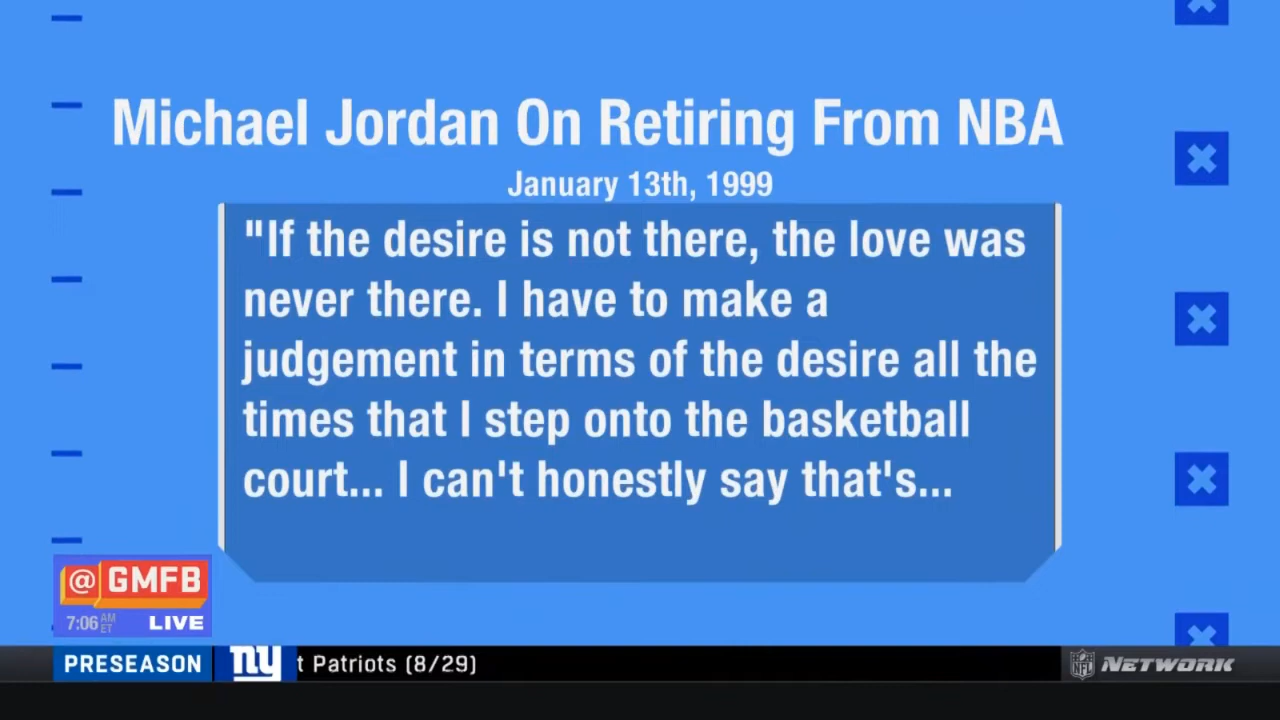 Michael Jordan On Retiring From NBA
January 13th, 1999
"If the desire is not there, the love was
never there. I have to make a
judgement in terms of the desire all the
times that I step onto the basketball
court... I can't honestly say that's...
@ GMFB
7:06 AM ET LIVE
PRESEASON ny t Patriots (8/29) NFL NETWORK